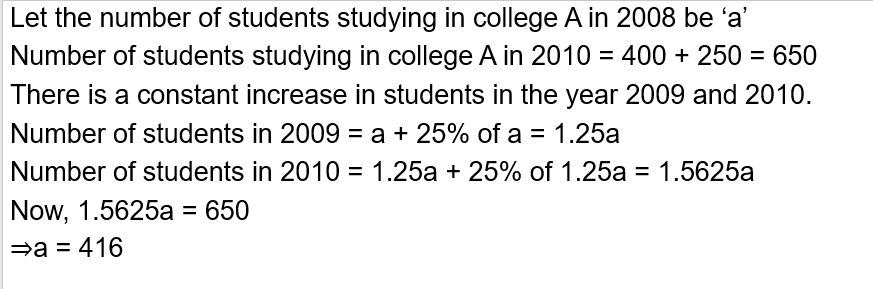 Let the number of students studying in college A in 2008 be ‘a’
Number of students studying in college A in 2010 = 400 + 250 = 650
There is a constant increase in students in the year 2009 and 2010.
Number of students in 2009 = a + 25% of a = 1.25a
Number of students in 2010 = 1.25a + 25% of 1.25a = 1.5625a
Now, 1.5625a = 650
⇒a = 416